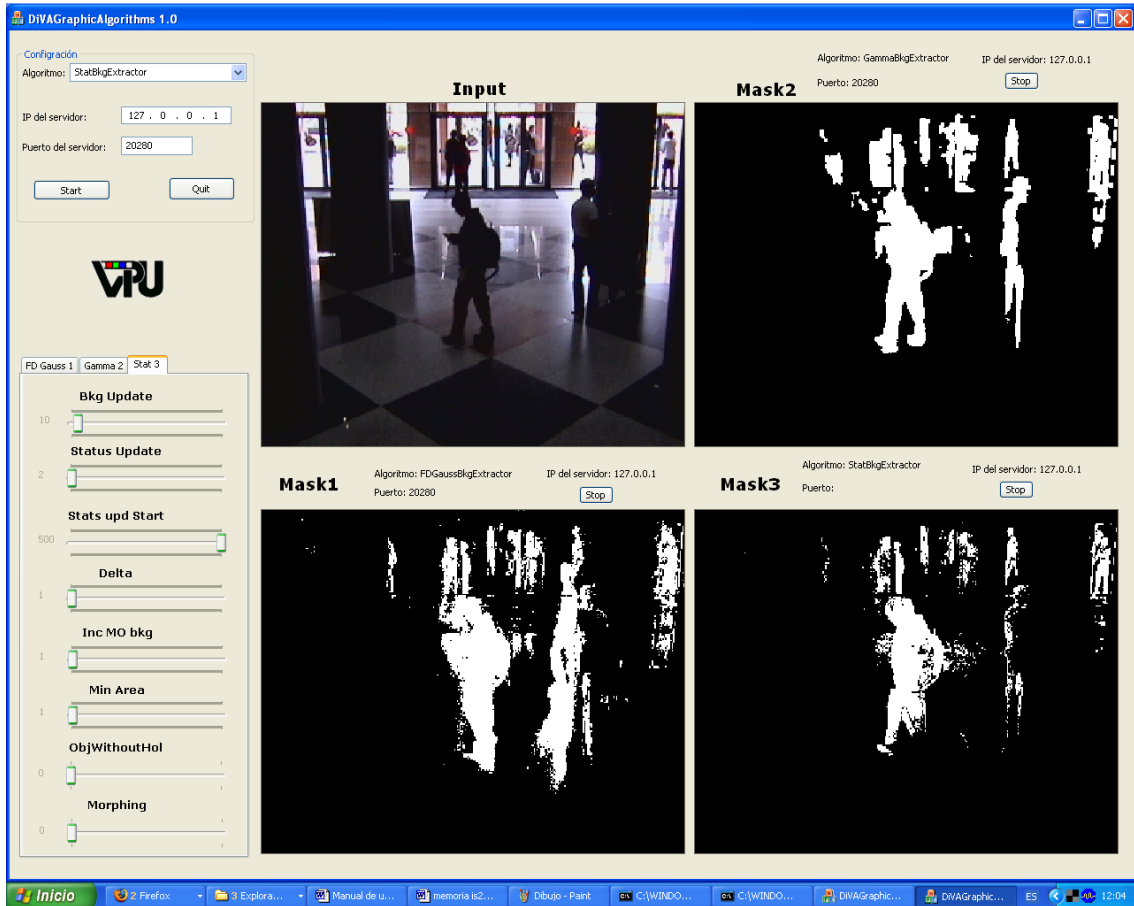 DiVAGraphicAlgorithms 1.0
Configración
Algoritmo: StatBkgExtractor
IP del servidor: 127 . 0 . 0 . 1
Puerto del servidor: 20280
Start Quit
VPU
FD Gauss 1 Gamma 2 Stat 3
Bkg Update
10
Status Update
2
Stats upd Start
500
Delta
1
Inc MO bkg
1
Min Area
1
ObjWithoutHol
0
Morphing
0
Input
Mask2
Algoritmo: GammaBkgExtractor
IP del servidor: 127.0.0.1
Puerto: 20280
Stop
Mask1
Algoritmo: FDGaussBkgExtractor
IP del servidor: 127.0.0.1
Puerto: 20280
Stop
Mask3
Algoritmo: StatBkgExtractor
IP del servidor: 127.0.0.1
Puerto:
Stop
Inicio 2 Firefox 3 Explora... Manual de u... memoria is2... Dibujo - Paint C:\WINDO... C:\WINDO... DiVAGraphic... DiVAGraphic... ES 12:04